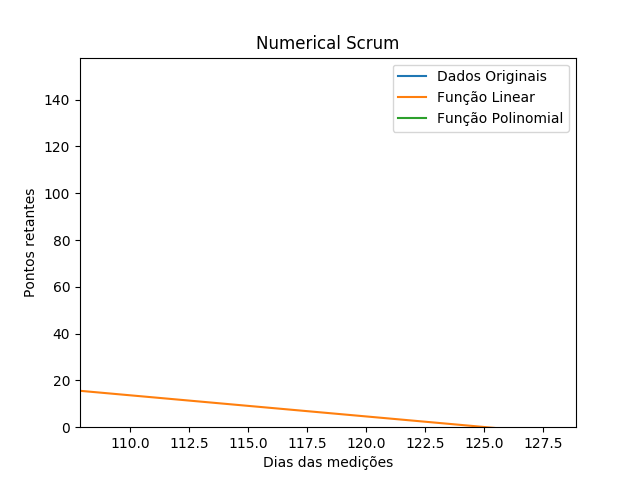 Numerical Scrum
Dados Originais
Função Linear
Função Polinomial
Pontos retantes
140
120
100
80
60
40
20
0
110.0 112.5 115.0 117.5 120.0 122.5 125.0 127.5
Dias das medições